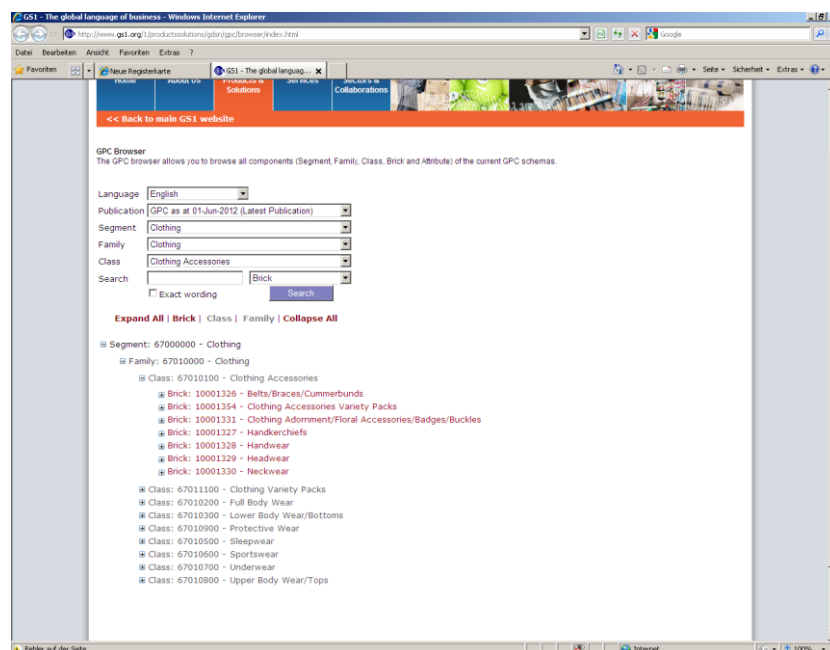 GS1 - The global language of business - Windows Internet Explorer
http://www.gs1.org/1/productssolutions/gdsn/gpc/browser/index.html
Google
Datei Bearbeiten Ansicht Favoriten Extras ?
Favoriten Neue Registerkarte GS1 - The global languag... Seite Sicherheit Extras
Home About Us Products & Solutions Services Sectors & Collaborations
<< Back to main GS1 website
GPC Browser
The GPC browser allows you to browse all components (Segment, Family, Class, Brick and Attribute) of the current GPC schemas.
Language English
Publication GPC as at 01-Jun-2012 (Latest Publication)
Segment Clothing
Family Clothing
Class Clothing Accessories
Search Brick
Exact wording Search
Expand All | Brick | Class | Family | Collapse All
Segment: 67000000 - Clothing
Family: 67010000 - Clothing
Class: 67010100 - Clothing Accessories
Brick: 10001326 - Belts/Braces/Cummerbunds
Brick: 10001354 - Clothing Accessories Variety Packs
Brick: 10001331 - Clothing Adornment/Floral Accessories/Badges/Buckles
Brick: 10001327 - Handkerchiefs
Brick: 10001328 - Handwear
Brick: 10001329 - Headwear
Brick: 10001330 - Neckwear
Class: 67011100 - Clothing Variety Packs
Class: 67010200 - Full Body Wear
Class: 67010300 - Lower Body Wear/Bottoms
Class: 67010900 - Protective Wear
Class: 67010500 - Sleepwear
Class: 67010600 - Sportswear
Class: 67010700 - Underwear
Class: 67010800 - Upper Body Wear/Tops
Fehler auf der Seite Internet 100%